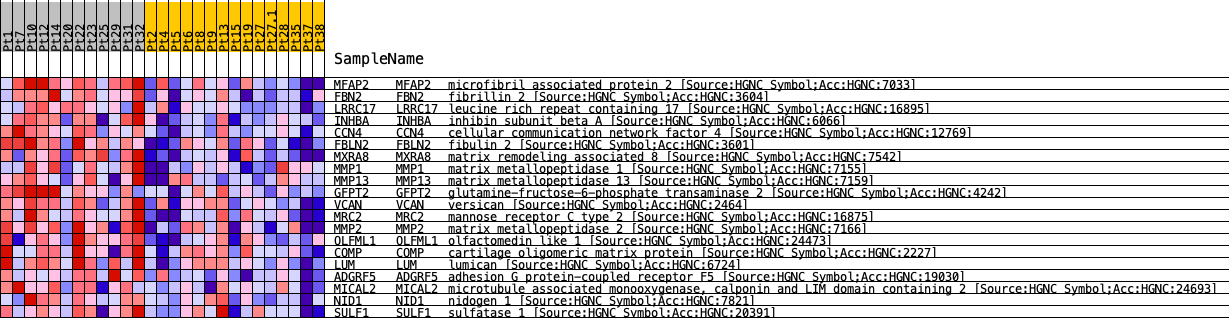 Pt1 Pt7 Pt10 Pt12 Pt14 Pt20 Pt22 Pt23 Pt25 Pt29 Pt31 Pt32 Pt2 Pt4 Pt5 Pt6 Pt8 Pt9 Pt13 Pt15 Pt19 Pt27 Pt27.1 Pt28 Pt35 Pt37 Pt38
SampleName
MFAP2 MFAP2 microfibril associated protein 2 [Source:HGNC Symbol;Acc:HGNC:7033]
FBN2 FBN2 fibrillin 2 [Source:HGNC Symbol;Acc:HGNC:3604]
LRRC17 LRRC17 leucine rich repeat containing 17 [Source:HGNC Symbol;Acc:HGNC:16895]
INHBA INHBA inhibin subunit beta A [Source:HGNC Symbol;Acc:HGNC:6066]
CCN4 CCN4 cellular communication network factor 4 [Source:HGNC Symbol;Acc:HGNC:12769]
FBLN2 FBLN2 fibulin 2 [Source:HGNC Symbol;Acc:HGNC:3601]
MXRA8 MXRA8 matrix remodeling associated 8 [Source:HGNC Symbol;Acc:HGNC:7542]
MMP1 MMP1 matrix metallopeptidase 1 [Source:HGNC Symbol;Acc:HGNC:7155]
MMP13 MMP13 matrix metallopeptidase 13 [Source:HGNC Symbol;Acc:HGNC:7159]
GFPT2 GFPT2 glutamine-fructose-6-phosphate transaminase 2 [Source:HGNC Symbol;Acc:HGNC:4242]
VCAN VCAN versican [Source:HGNC Symbol;Acc:HGNC:2464]
MRC2 MRC2 mannose receptor C type 2 [Source:HGNC Symbol;Acc:HGNC:16875]
MMP2 MMP2 matrix metallopeptidase 2 [Source:HGNC Symbol;Acc:HGNC:7166]
OLFML1 OLFML1 olfactomedin like 1 [Source:HGNC Symbol;Acc:HGNC:24473]
COMP COMP cartilage oligomeric matrix protein [Source:HGNC Symbol;Acc:HGNC:2227]
LUM LUM lumican [Source:HGNC Symbol;Acc:HGNC:6724]
ADGRF5 ADGRF5 adhesion G protein-coupled receptor F5 [Source:HGNC Symbol;Acc:HGNC:19030]
MICAL2 MICAL2 microtubule associated monooxygenase, calponin and LIM domain containing 2 [Source:HGNC Symbol;Acc:HGNC:24693]
NID1 NID1 nidogen 1 [Source:HGNC Symbol;Acc:HGNC:7821]
SULF1 SULF1 sulfatase 1 [Source:HGNC Symbol;Acc:HGNC:20391]